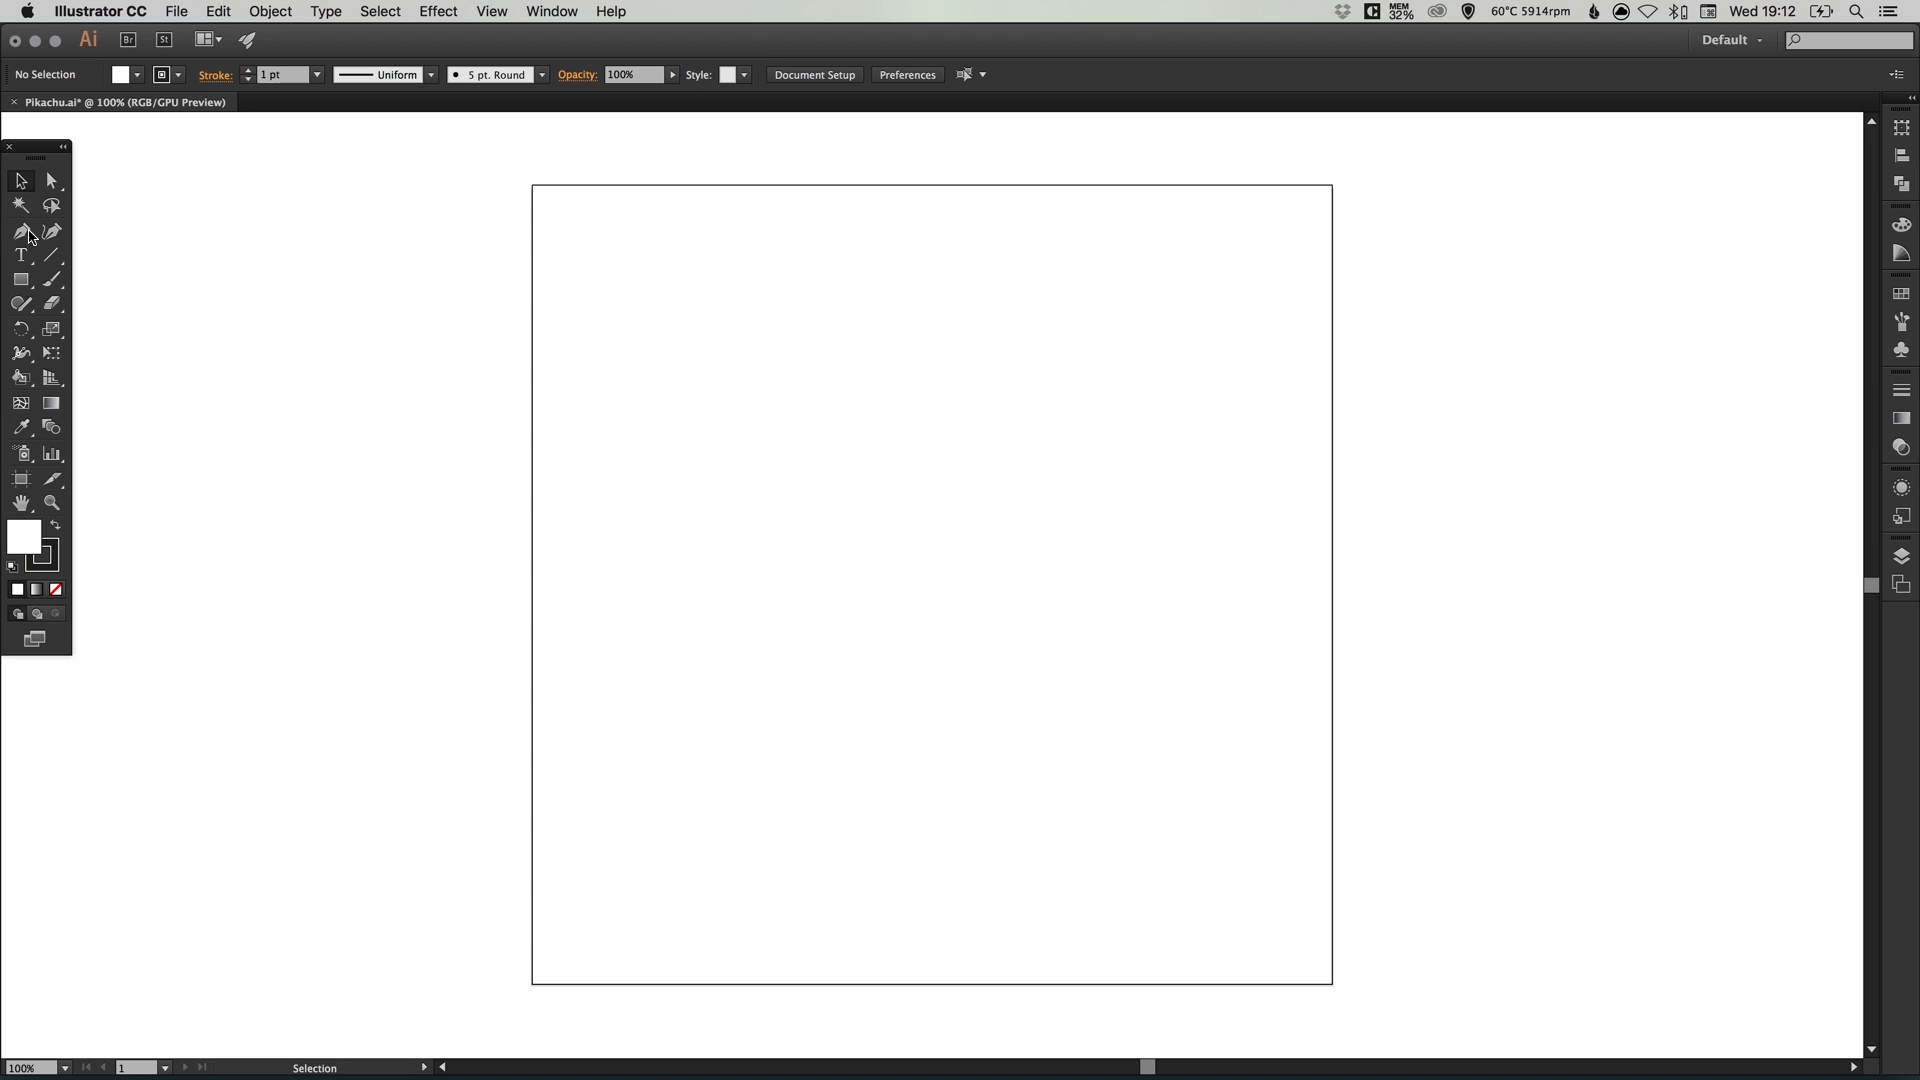 Illustrator CC File Edit Object Type Select Effect View Window Help MEM 32% 60°C 5914rpm Wed 19:12
Ai Br St Default
No Selection Stroke: 1 pt Uniform 5 pt. Round Opacity: 100% Style: Document Setup Preferences
Pikachu.ai* @ 100% (RGB/GPU Preview)
T
100% 1 Selection